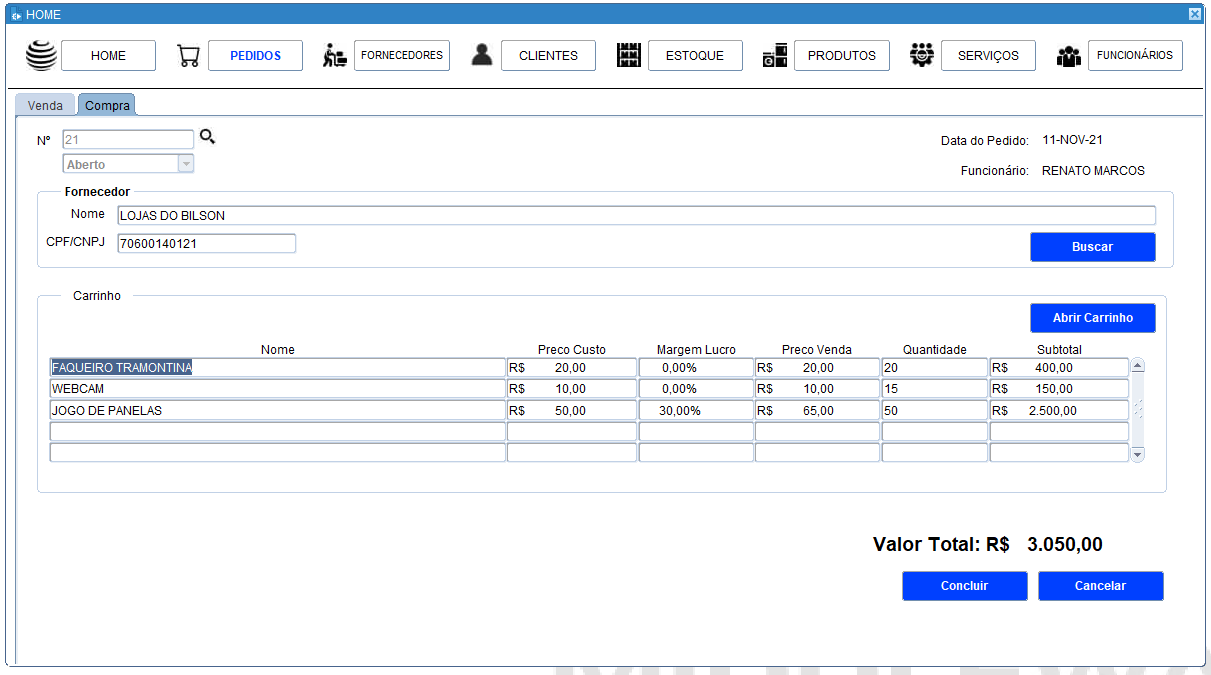 HOME
HOME PEDIDOS FORNECEDORES CLIENTES ESTOQUE PRODUTOS SERVIÇOS FUNCIONÁRIOS
Venda Compra
Nº 21 Data do Pedido: 11-NOV-21
Aberto
Funcionário: RENATO MARCOS
Fornecedor
Nome LOJAS DO BILSON
CPF/CNPJ 70600140121
Buscar
Carrinho
Abrir Carrinho
Nome Preco Custo Margem Lucro Preco Venda Quantidade Subtotal
FAQUEIRO TRAMONTINA R$ 20,00 0,00% R$ 20,00 20 R$ 400,00
WEBCAM R$ 10,00 0,00% R$ 10,00 15 R$ 150,00
JOGO DE PANELAS R$ 50,00 30,00% R$ 65,00 50 R$ 2.500,00
Valor Total: R$ 3.050,00
Concluir Cancelar